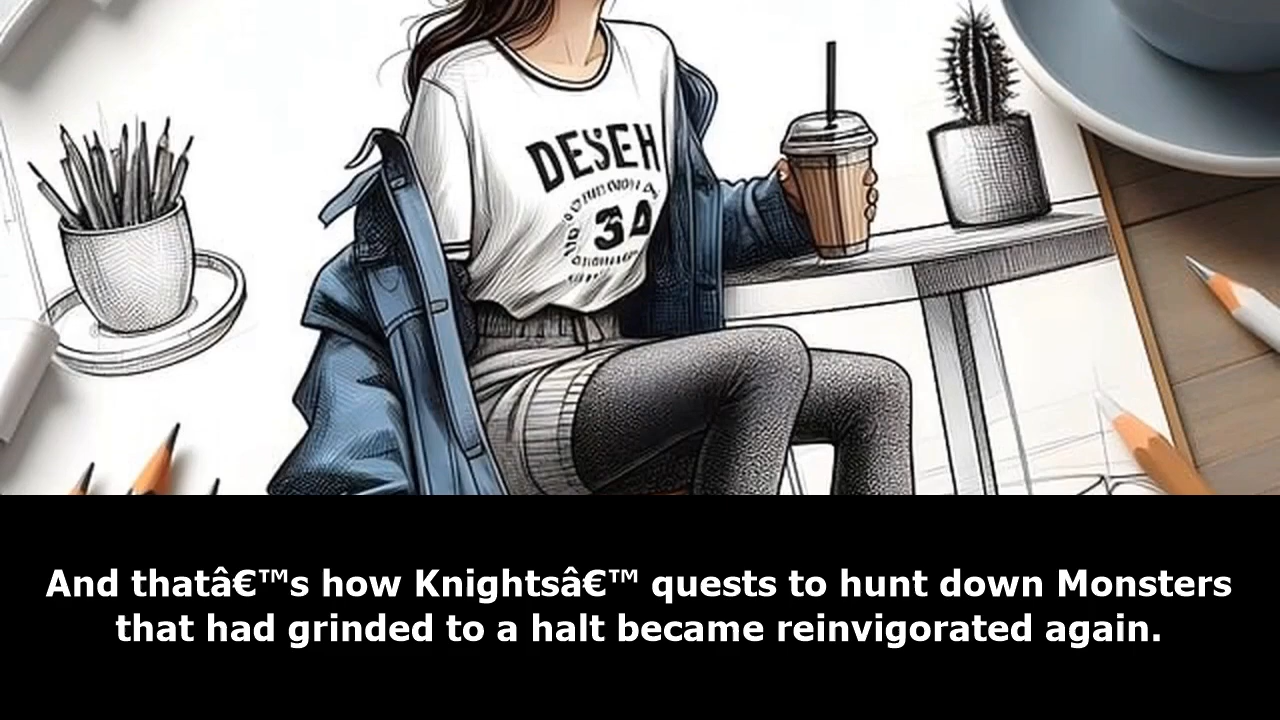 DESEH
34
And thatâ€™s how Knightsâ€™ quests to hunt down Monsters
that had grinded to a halt became reinvigorated again.